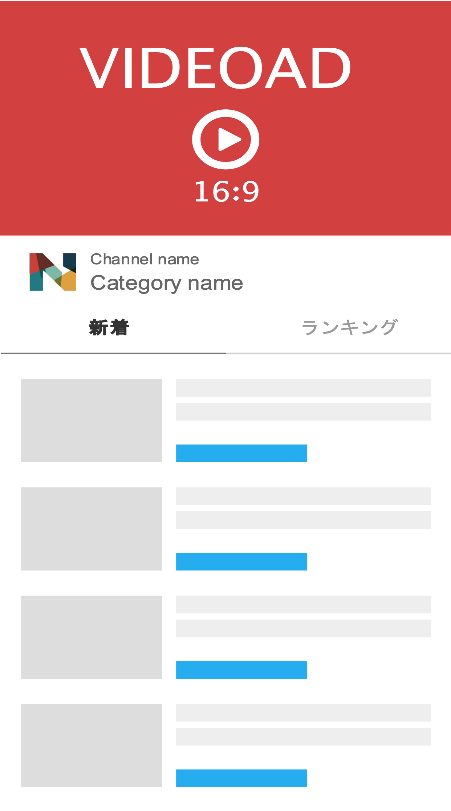 VIDEOAD
16:9
Channel name
Category name
新着
ランキング